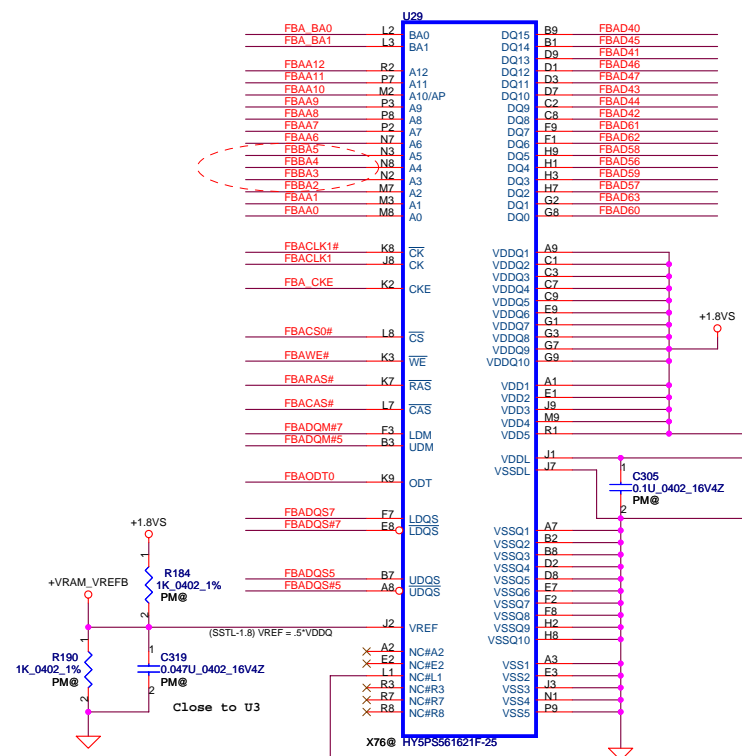 U29
FBA_BA0 L2 BA0 DQ15 B9 FBAD40
FBA_BA1 L3 BA1 DQ14 B1 FBAD45
DQ13 D9 FBAD41
FBAA12 R2 A12 DQ12 D1 FBAD46
FBAA11 P7 A11 DQ11 D3 FBAD47
FBAA10 M2 A10/AP DQ10 D7 FBAD43
FBAA9 P3 A9 DQ9 C2 FBAD44
FBAA8 P8 A8 DQ8 C8 FBAD42
FBAA7 P2 A7 DQ7 F9 FBAD61
FBAA6 N7 A6 DQ6 F1 FBAD62
FBBA5 N3 A5 DQ5 H9 FBAD58
FBBA4 N8 A4 DQ4 H1 FBAD56
FBBA3 N2 A3 DQ3 H3 FBAD59
FBBA2 M7 A2 DQ2 H7 FBAD57
FBAA1 M3 A1 DQ1 G2 FBAD63
FBAA0 M8 A0 DQ0 G8 FBAD60
FBACLK1# K8 CK VDDQ1 A9
FBACLK1 J8 CK VDDQ2 C1
VDDQ3 C3
FBA_CKE K2 CKE VDDQ4 C7
VDDQ5 C9
VDDQ6 E9
VDDQ7 G1
FBACS0# L8 CS VDDQ8 G3
VDDQ9 G7
+1.8VS
FBAWE# K3 WE VDDQ10 G9
FBARAS# K7 RAS VDD1 A1
VDD2 E1
FBACAS# L7 CAS VDD3 J9
VDD4 M9
FBADQM#7 F3 LDM VDD5 R1
FBADQM#5 B3 UDM
VDDL J1
VSSDL J7
FBAODT0 K9 ODT
1
C305
0.1U_0402_16V4Z
PM@
2
FBADQS7 F7 LDQS
FBADQS#7 E8 LDQS VSSQ1 A7
VSSQ2 B2
VSSQ3 B8
VSSQ4 D2
FBADQS5 B7 UDQS VSSQ5 D8
FBADQS#5 A8 UDQS VSSQ6 E7
VSSQ7 F2
VSSQ8 F8
J2 VREF VSSQ9 H2
VSSQ10 H8
+1.8VS
1
R184
1K_0402_1%
PM@
2
+VRAM_VREFB
(SSTL-1.8) VREF = .5*VDDQ
1
R190
1K_0402_1%
PM@
2
1
C319
0.047U_0402_16V4Z
PM@
2
Close to U3
A2 NC#A2
E2 NC#E2 VSS1 A3
L1 NC#L1 VSS2 E3
R3 NC#R3 VSS3 J3
R7 NC#R7 VSS4 N1
R8 NC#R8 VSS5 P9
X76@ HY5PS561621F-25